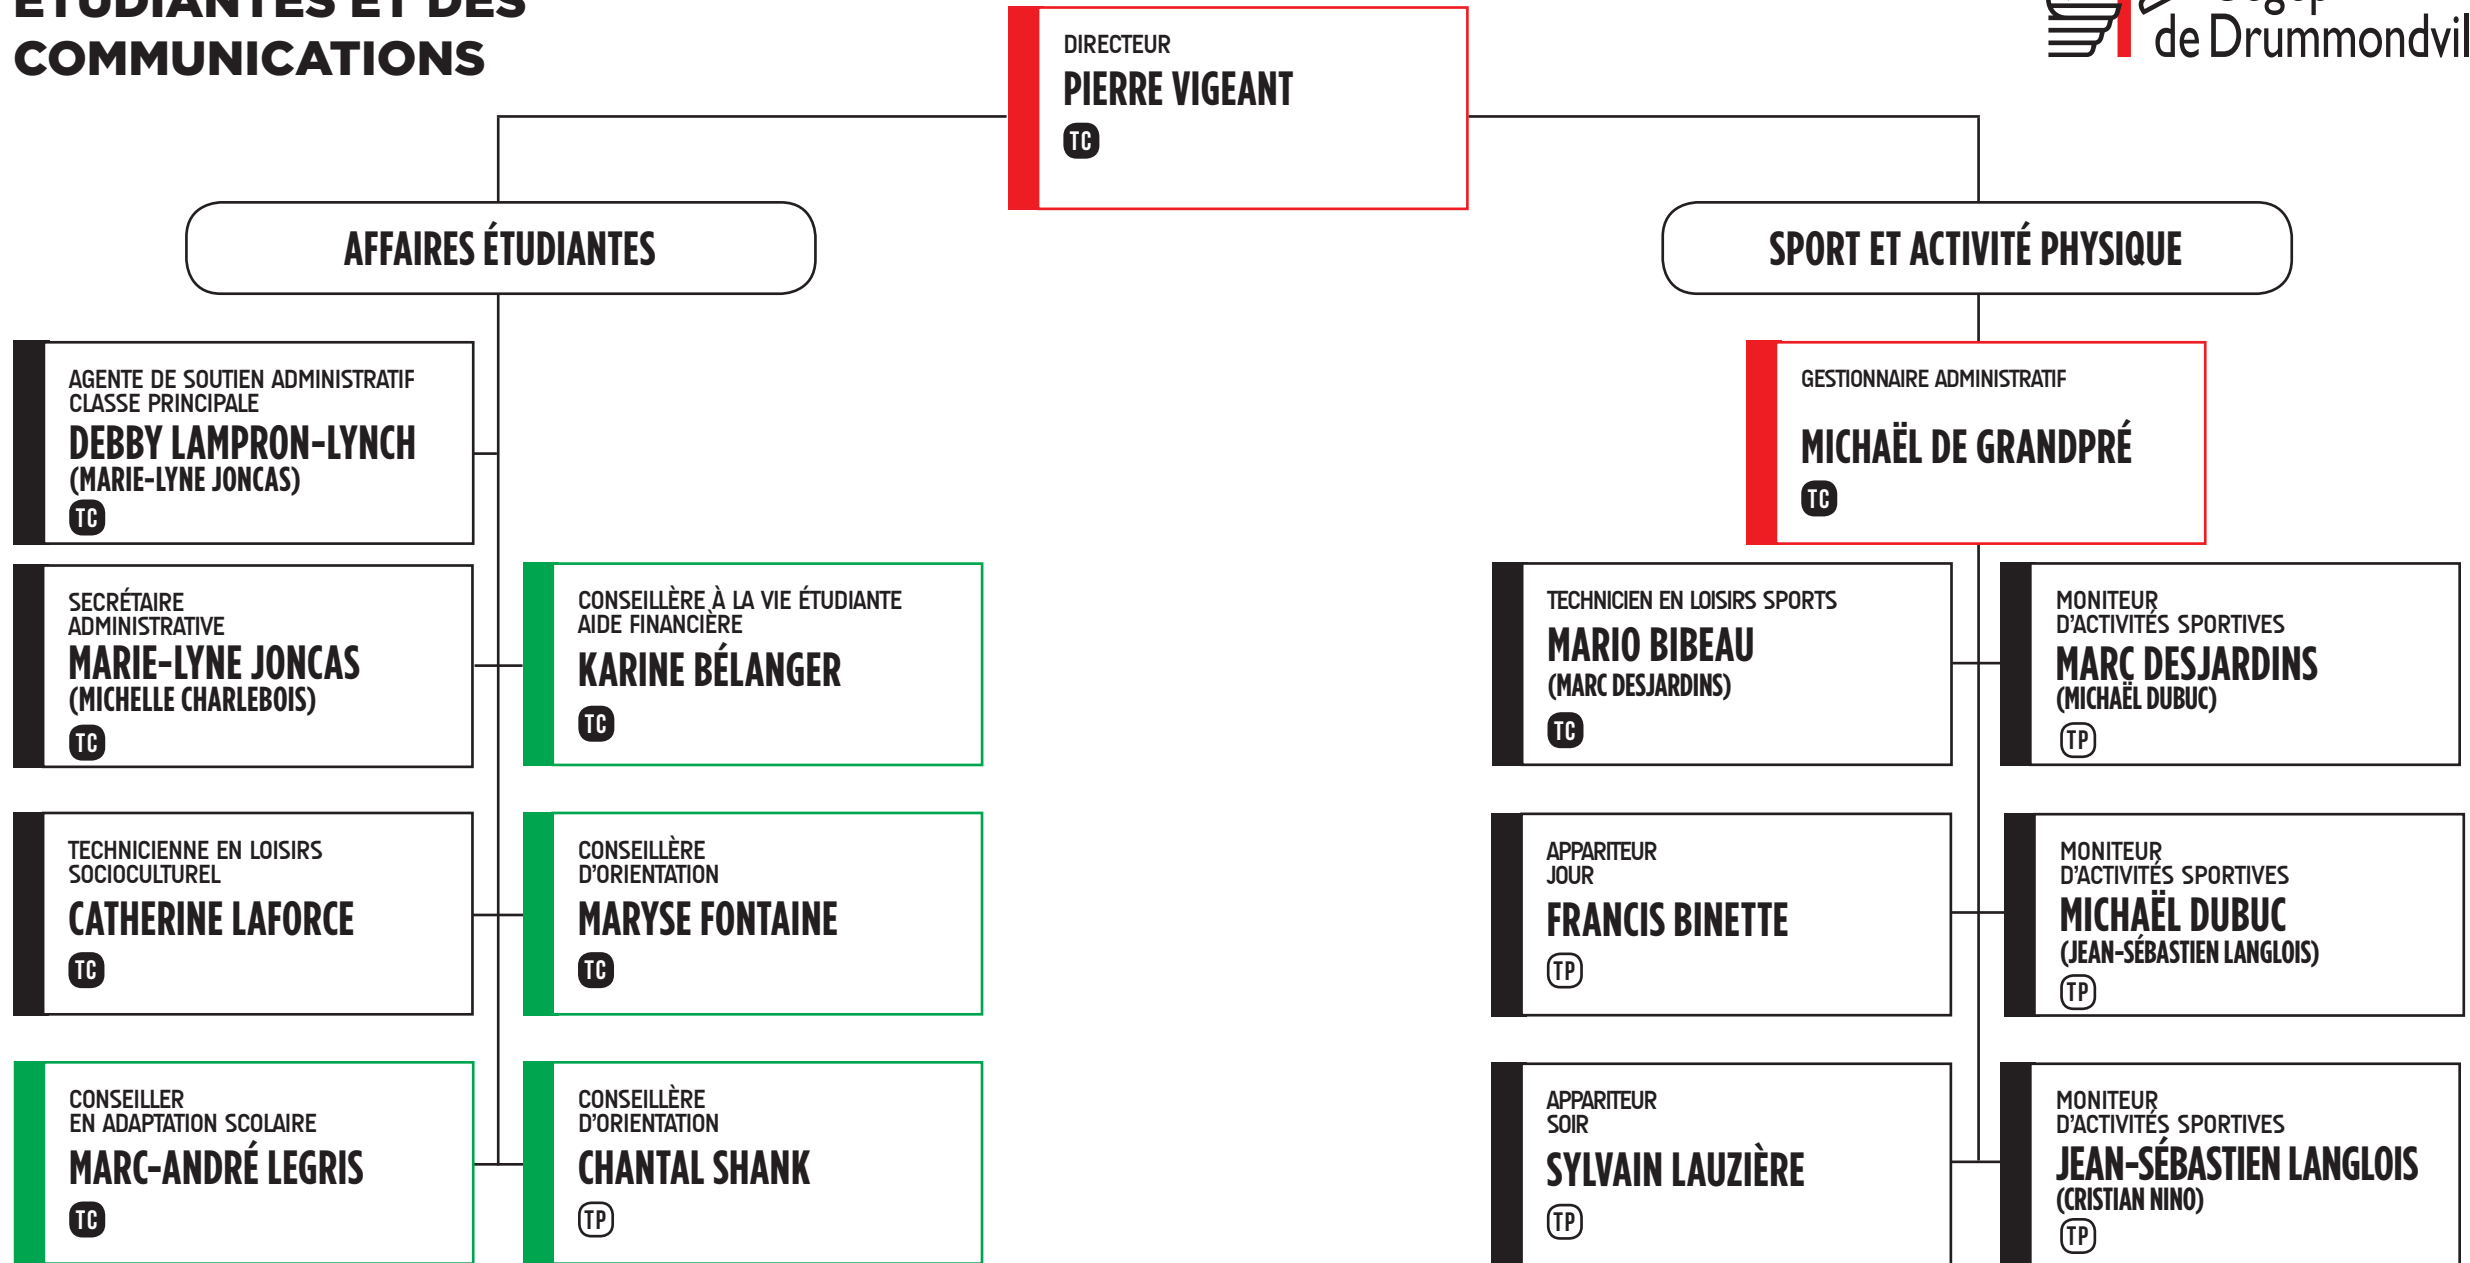 ÉTUDIANTES ET DES
COMMUNICATIONS
Cégep
de Drummondvil
DIRECTEUR
PIERRE VIGEANT
TC
AFFAIRES ÉTUDIANTES
AGENTE DE SOUTIEN ADMINISTRATIF
CLASSE PRINCIPALE
DEBBY LAMPRON-LYNCH
(MARIE-LYNE JONCAS)
TC
SECRÉTAIRE
ADMINISTRATIVE
MARIE-LYNE JONCAS
(MICHELLE CHARLEBOIS)
TC
CONSEILLÈRE À LA VIE ÉTUDIANTE
AIDE FINANCIÈRE
KARINE BÉLANGER
TC
TECHNICIENNE EN LOISIRS
SOCIOCULTUREL
CATHERINE LAFORCE
TC
CONSEILLÈRE
D'ORIENTATION
MARYSE FONTAINE
TC
CONSEILLER
EN ADAPTATION SCOLAIRE
MARC-ANDRÉ LEGRIS
TC
CONSEILLÈRE
D'ORIENTATION
CHANTAL SHANK
TP
SPORT ET ACTIVITÉ PHYSIQUE
GESTIONNAIRE ADMINISTRATIF
MICHAËL DE GRANDPRÉ
TC
TECHNICIEN EN LOISIRS SPORTS
MARIO BIBEAU
(MARC DESJARDINS)
TC
MONITEUR
D'ACTIVITÉS SPORTIVES
MARC DESJARDINS
(MICHAËL DUBUC)
TP
APPARITEUR
JOUR
FRANCIS BINETTE
TP
MONITEUR
D'ACTIVITÉS SPORTIVES
MICHAËL DUBUC
(JEAN-SÉBASTIEN LANGLOIS)
TP
APPARITEUR
SOIR
SYLVAIN LAUZIÈRE
TP
MONITEUR
D'ACTIVITÉS SPORTIVES
JEAN-SÉBASTIEN LANGLOIS
(CRISTIAN NINO)
TP